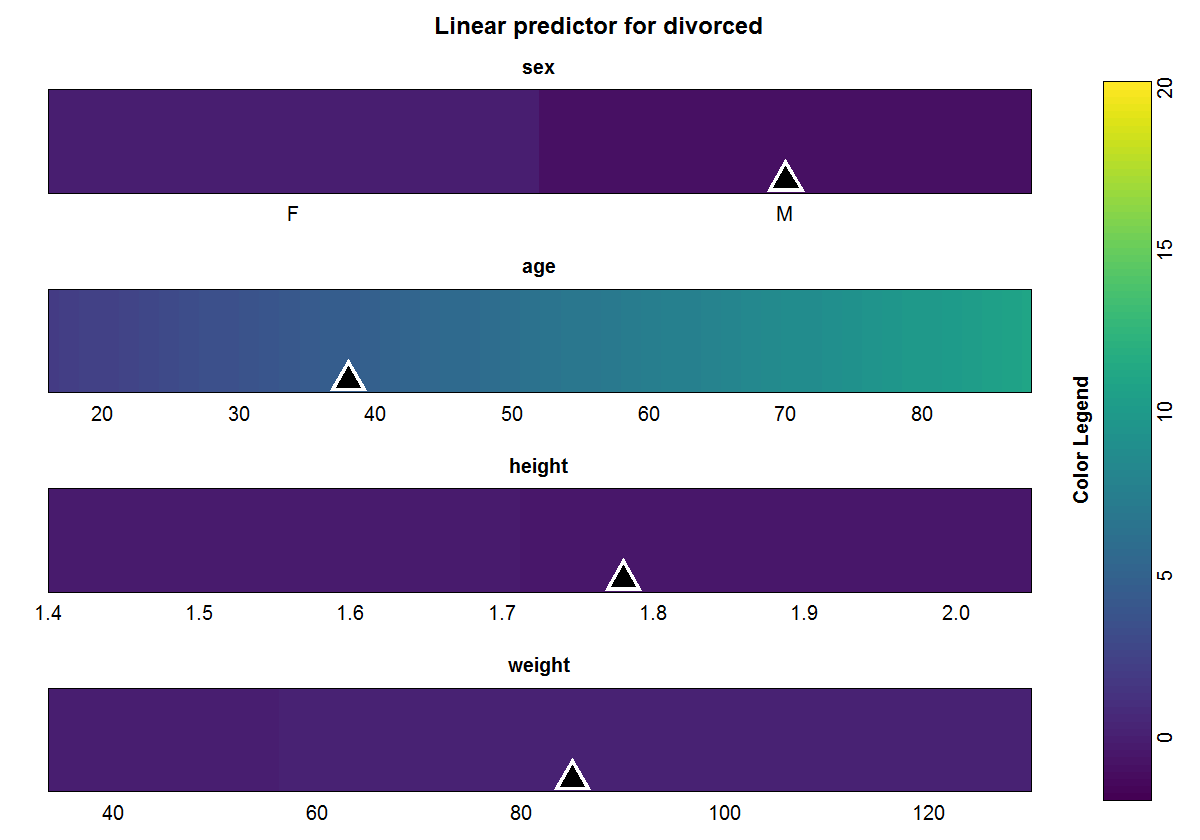 Linear predictor for divorced
sex
F M
age
20 30 40 50 60 70 80
height
1.4 1.5 1.6 1.7 1.8 1.9 2.0
weight
40 60 80 100 120
Color Legend
20
15
10
5
0